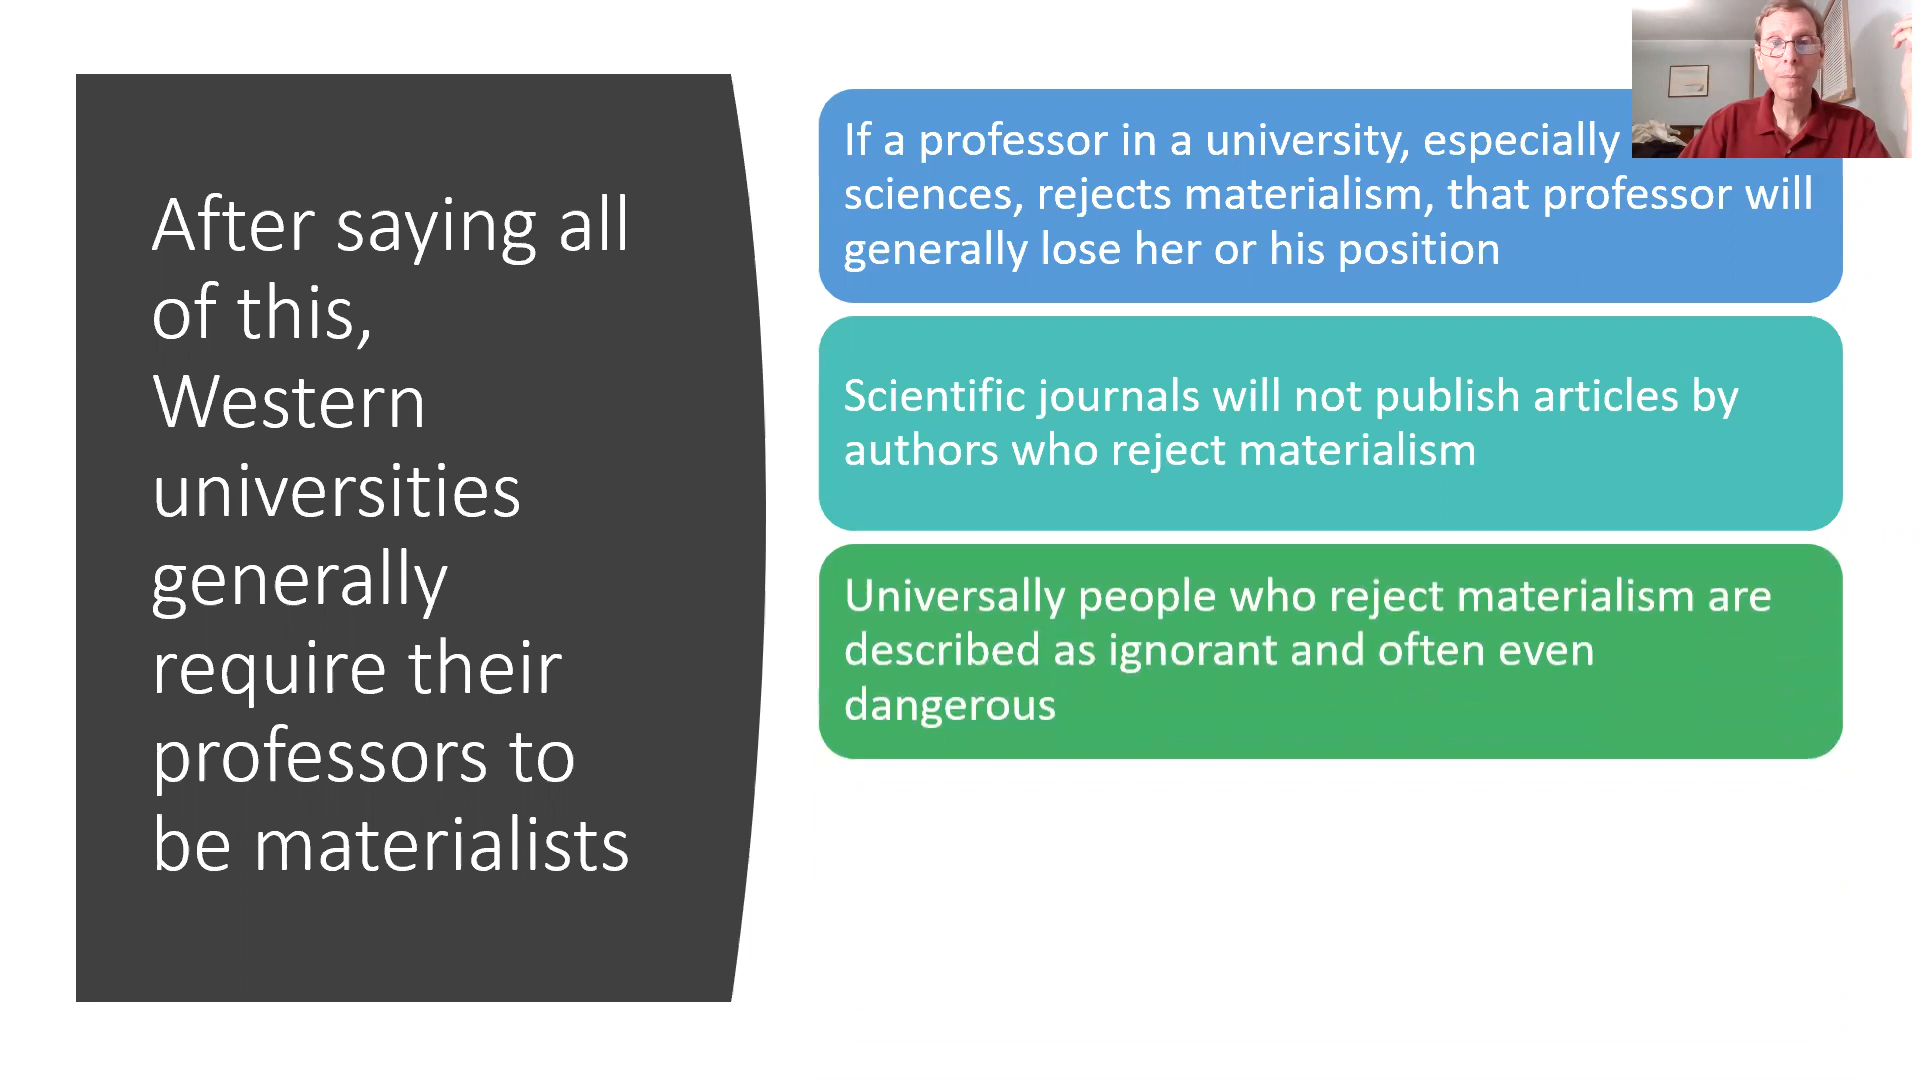 After saying all
of this,
Western
universities
generally
require their
professors to
be materialists
If a professor in a university, especially
sciences, rejects materialism, that professor will
generally lose her or his position
Scientific journals will not publish articles by
authors who reject materialism
Universally people who reject materialism are
described as ignorant and often even
dangerous